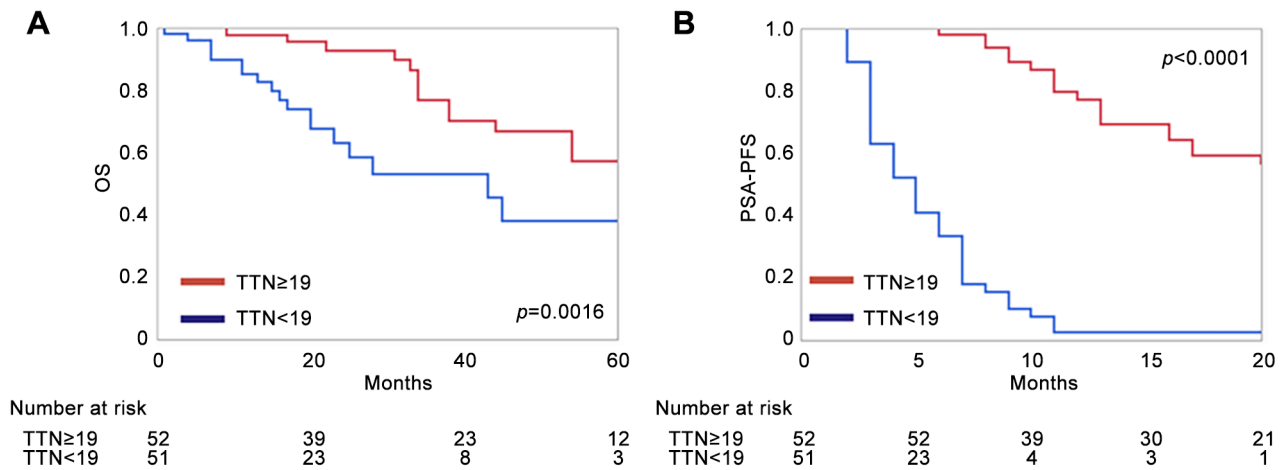 A
OS
1.0
0.8
0.6
0.4
0.2
0
TTN≥19
TTN<19
p=0.0016
0 20 40 60
Months
Number at risk
TTN≥19 52 39 23 12
TTN<19 51 23 8 3
B
PSA-PFS
1.0
0.8
0.6
0.4
0.2
0
p<0.0001
TTN≥19
TTN<19
0 5 10 15 20
Months
Number at risk
TTN≥19 52 52 39 30 21
TTN<19 51 23 4 3 1